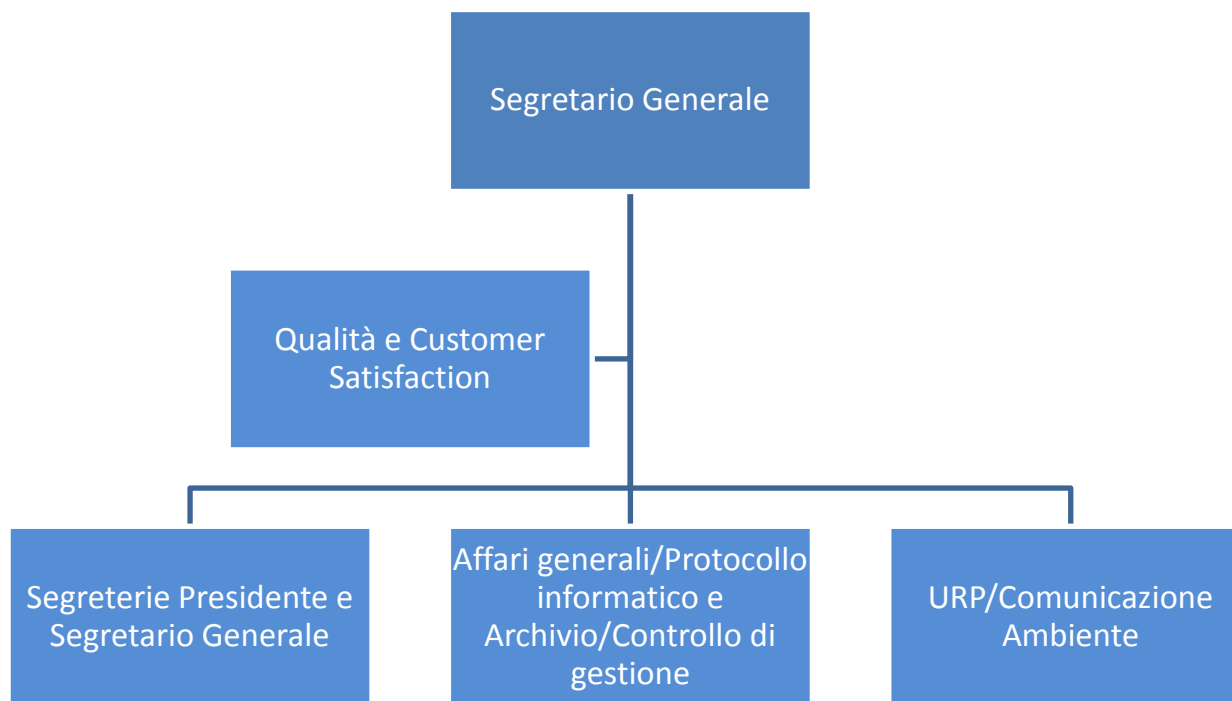 Segretario Generale
Qualità e Customer
Satisfaction
Segreterie Presidente e
Segretario Generale
Affari generali/Protocollo
informatico e
Archivio/Controllo di
gestione
URP/Comunicazione
Ambiente